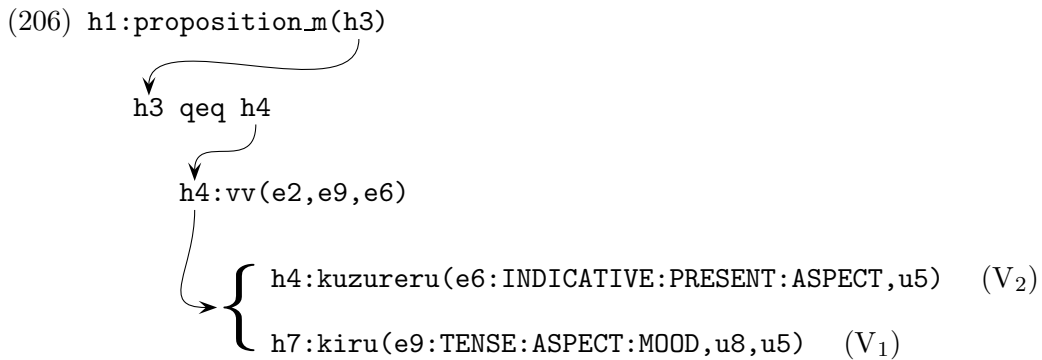 (206) h1:proposition_m(h3)
h3 qeq h4
h4:vv(e2,e9,e6)
h4:kuzureru(e6:INDICATIVE:PRESENT:ASPECT,u5) (V2)
h7:kiru(e9:TENSE:ASPECT:MOOD,u8,u5) (V1)